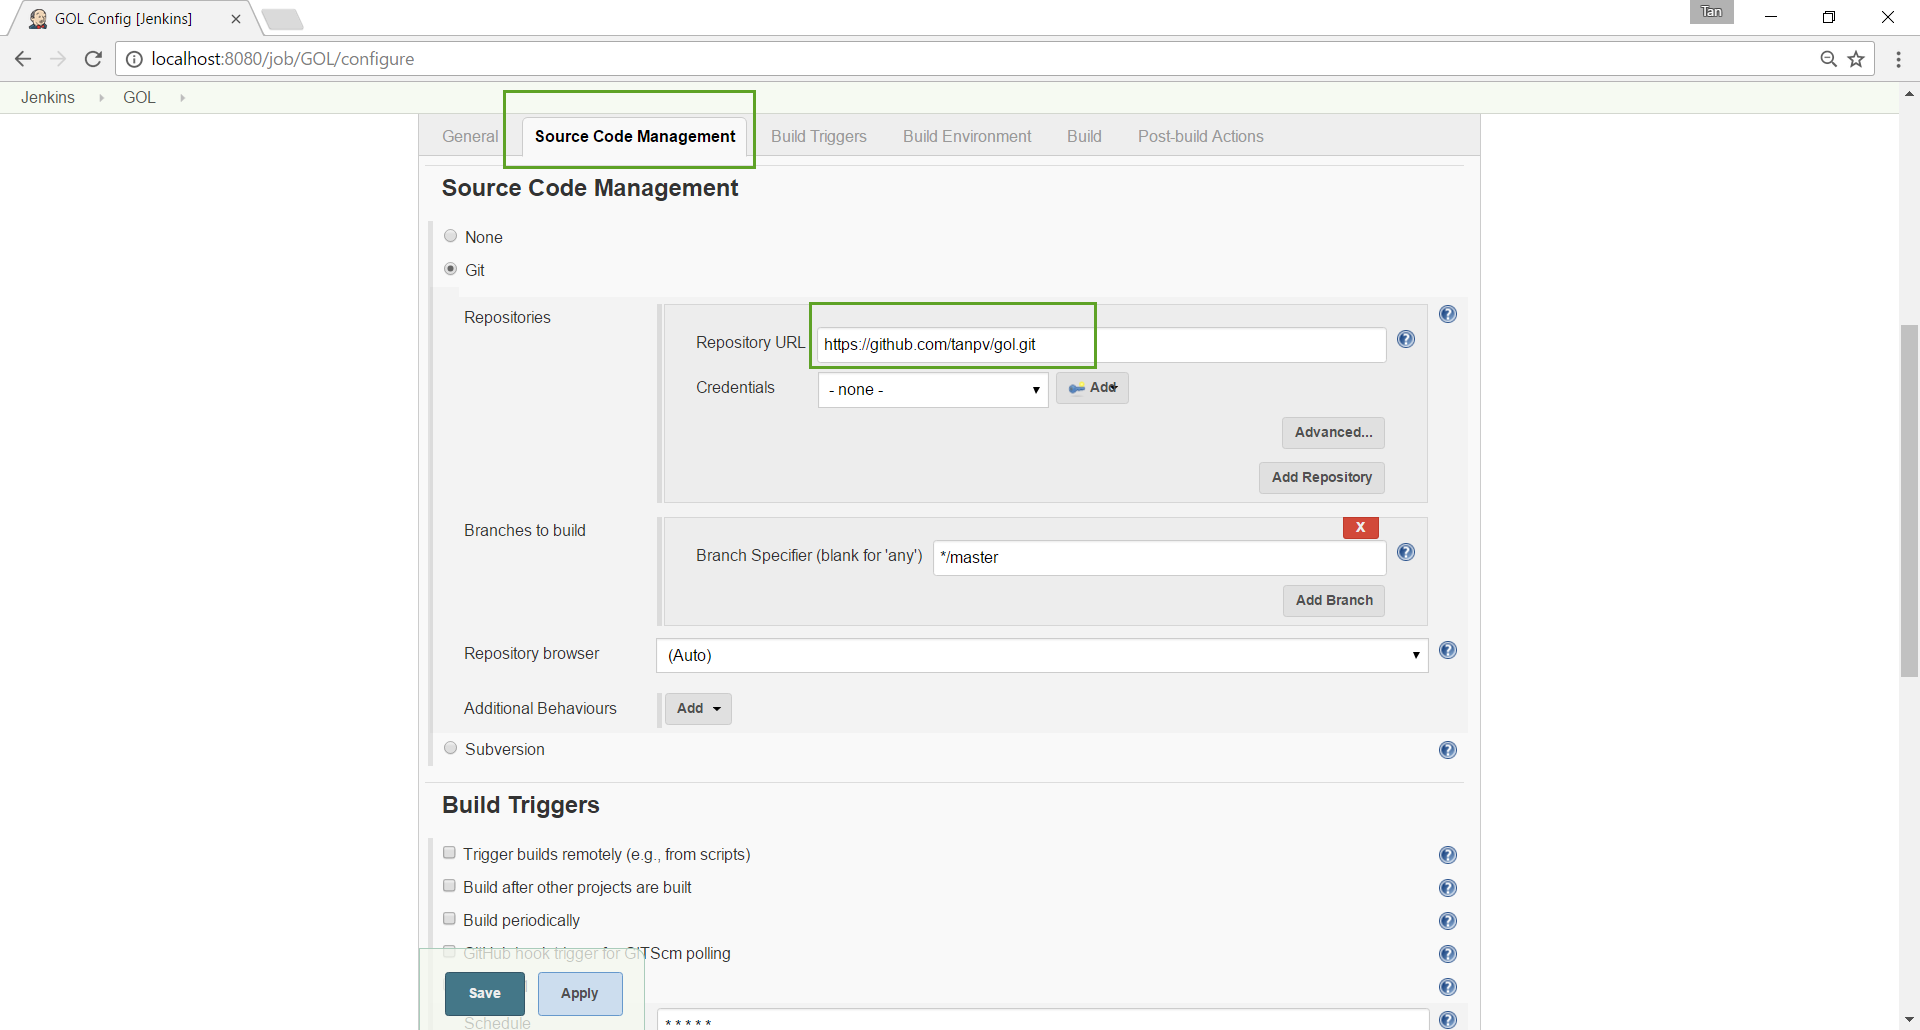 GOL Config [Jenkins]
Tan
localhost:8080/job/GOL/configure
Jenkins GOL
General Source Code Management Build Triggers Build Environment Build Post-build Actions
Source Code Management
None
Git
Repositories
Repository URL https://github.com/tanpv/gol.git
Credentials - none - Add
Advanced...
Add Repository
Branches to build
X
Branch Specifier (blank for 'any') */master
Add Branch
Repository browser (Auto)
Additional Behaviours Add
Subversion
Build Triggers
Trigger builds remotely (e.g., from scripts)
Build after other projects are built
Build periodically
GitHub hook trigger for GITScm polling
Save Apply
Schedule * * * * *